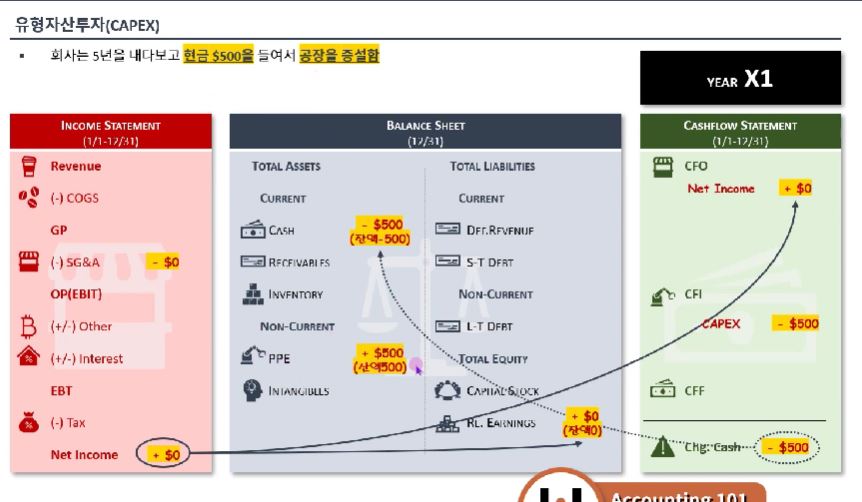 유형자산투자(CAPEX)
▪ 회사는 5년을 내다보고 현금 $500을 들여서 공장을 증설함
YEAR X1
INCOME STATEMENT
(1/1-12/31)
Revenue
(-) COGS
GP
(-) SG&A - $0
OP(EBIT)
(+/-) Other
(+/-) Interest
EBT
(-) Tax
Net Income + $0
BALANCE SHEET
(12/31)
TOTAL ASSETS
CURRENT
CASH - $500
(잔액-500)
RECEIVABLES
INVENTORY
NON-CURRENT
PPE + $500
(잔액500)
INTANGIBLES
TOTAL LIABILITIES
CURRENT
DEF.REVENUE
S-T DEBT
NON-CURRENT
L-T DEBT
TOTAL EQUITY
CAPITAL STOCK
RE. EARNINGS + $0
(잔액0)
CASHFLOW STATEMENT
(1/1-12/31)
CFO
Net Income + $0
CFI
CAPEX - $500
CFF
Chg. Cash - $500
Accounting 101